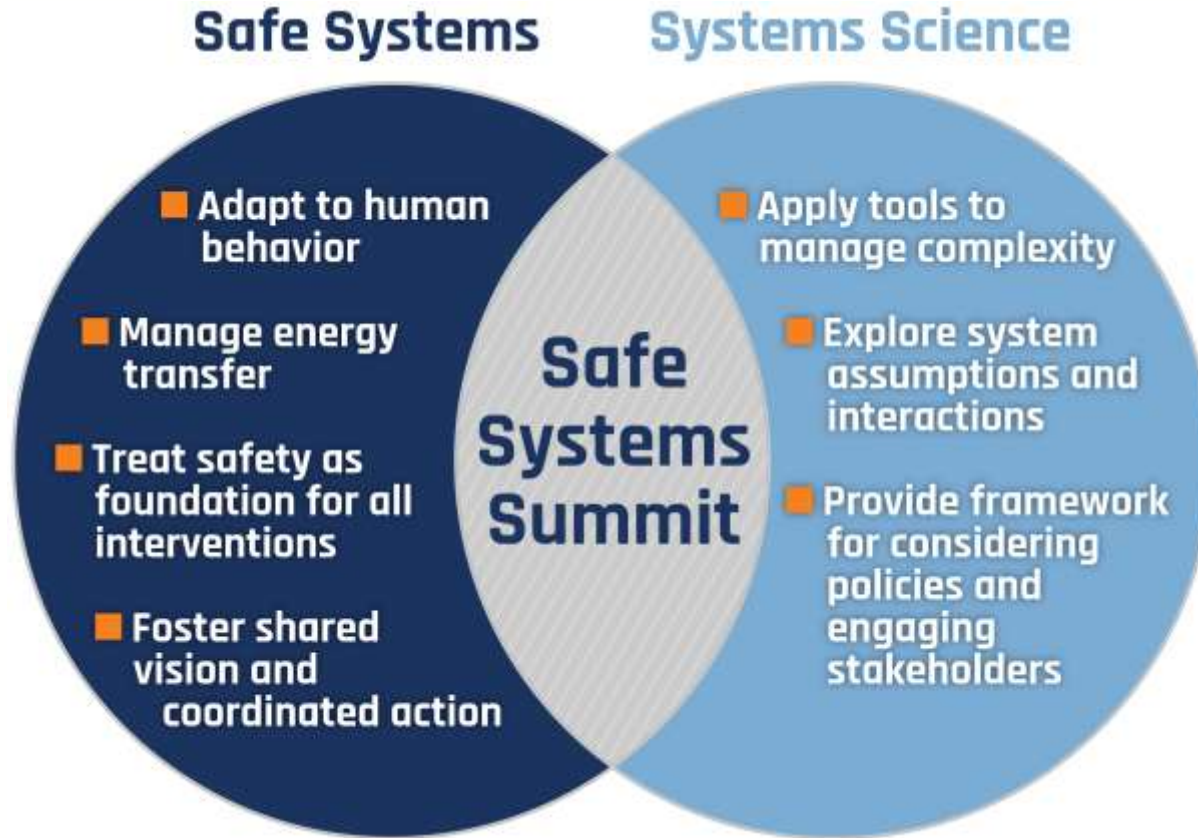 Safe Systems
Systems Science
Adapt to human
behavior
Manage energy
transfer
Treat safety as
foundation for all
interventions
Foster shared
vision and
coordinated action
Safe
Systems
Summit
Apply tools to
manage complexity
Explore system
assumptions and
interactions
Provide framework
for considering
policies and
engaging
stakeholders